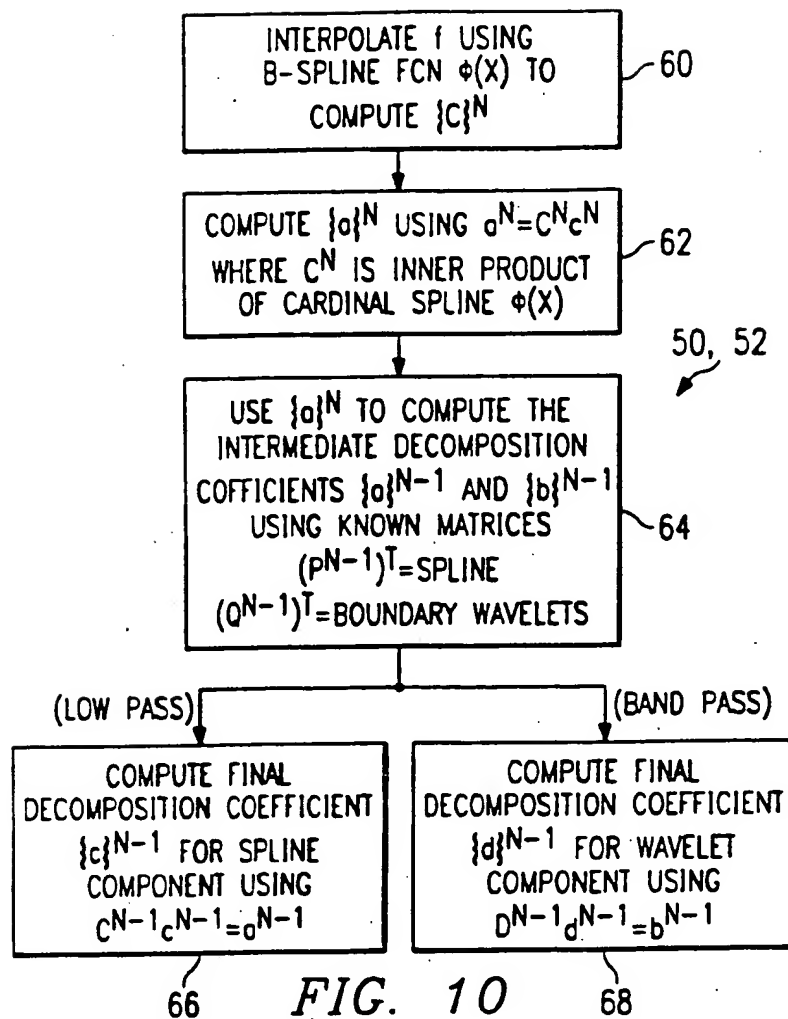 INTERPOLATE f USING
B-SPLINE FCN Φ(X) TO
COMPUTE {C}^N
60
COMPUTE {a}^N USING a^N=C^Nc^N
WHERE C^N IS INNER PRODUCT
OF CARDINAL SPLINE Φ(X)
62
50, 52
USE {a}^N TO COMPUTE THE
INTERMEDIATE DECOMPOSITION
COFFICIENTS {a}^N-1 AND {b}^N-1
USING KNOWN MATRICES
(P^N-1)^T=SPLINE
(Q^N-1)^T=BOUNDARY WAVELETS
64
(LOW PASS)
(BAND PASS)
COMPUTE FINAL
DECOMPOSITION COEFFICIENT
{c}^N-1 FOR SPLINE
COMPONENT USING
C^N-1c^N-1=a^N-1
66
COMPUTE FINAL
DECOMPOSITION COEFFICIENT
{d}^N-1 FOR WAVELET
COMPONENT USING
D^N-1d^N-1=b^N-1
68
FIG. 10